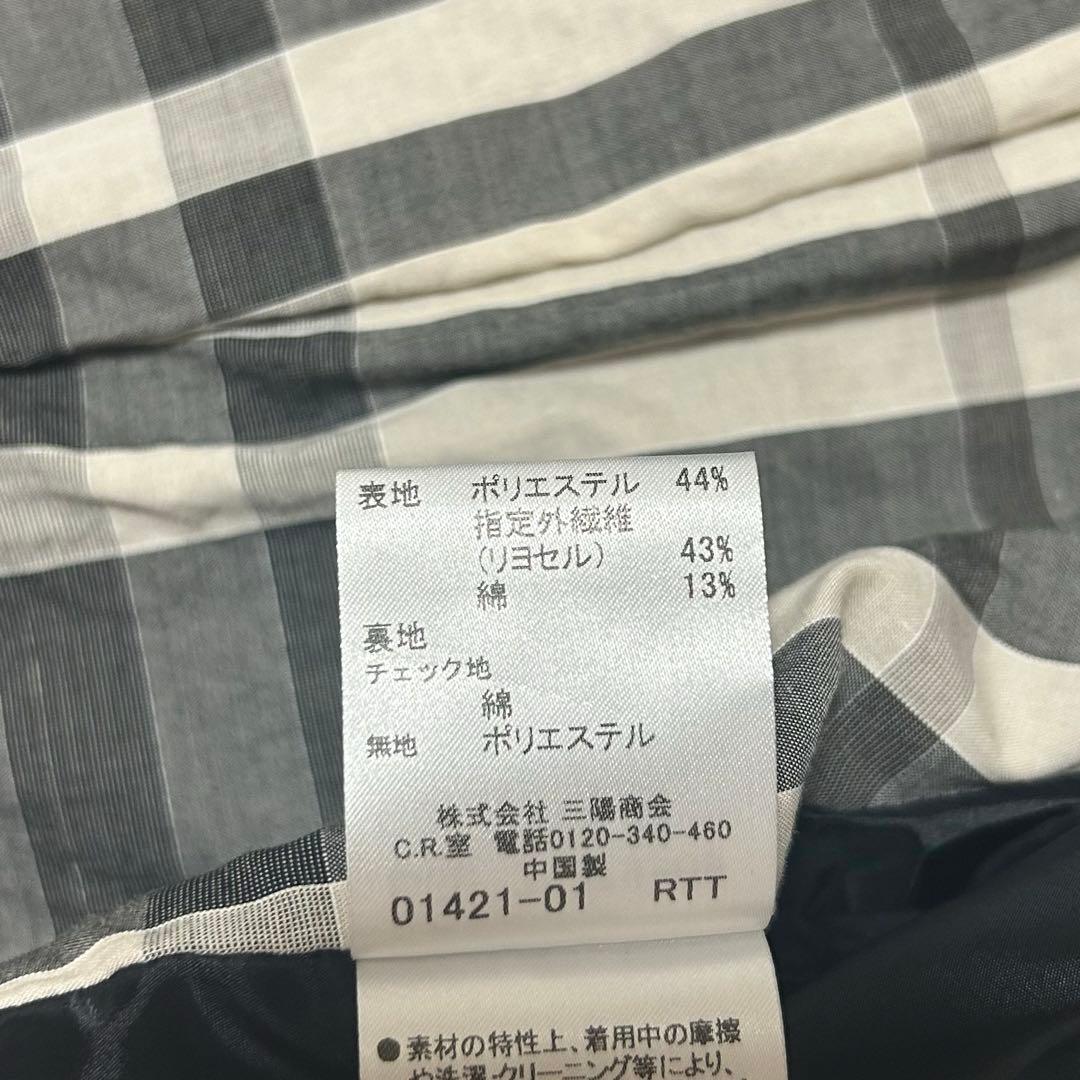 表地 ポリエステル 44%
指定外繊維
(リヨセル) 43%
綿 13%
裏地
チェック地
綿
無地 ポリエステル
株式会社 三陽商会
C.R.室 電話0120-340-460
中国製
01421-01 RTT
●素材の特性上、着用中の摩擦
や洗濯・クリーニング等により、